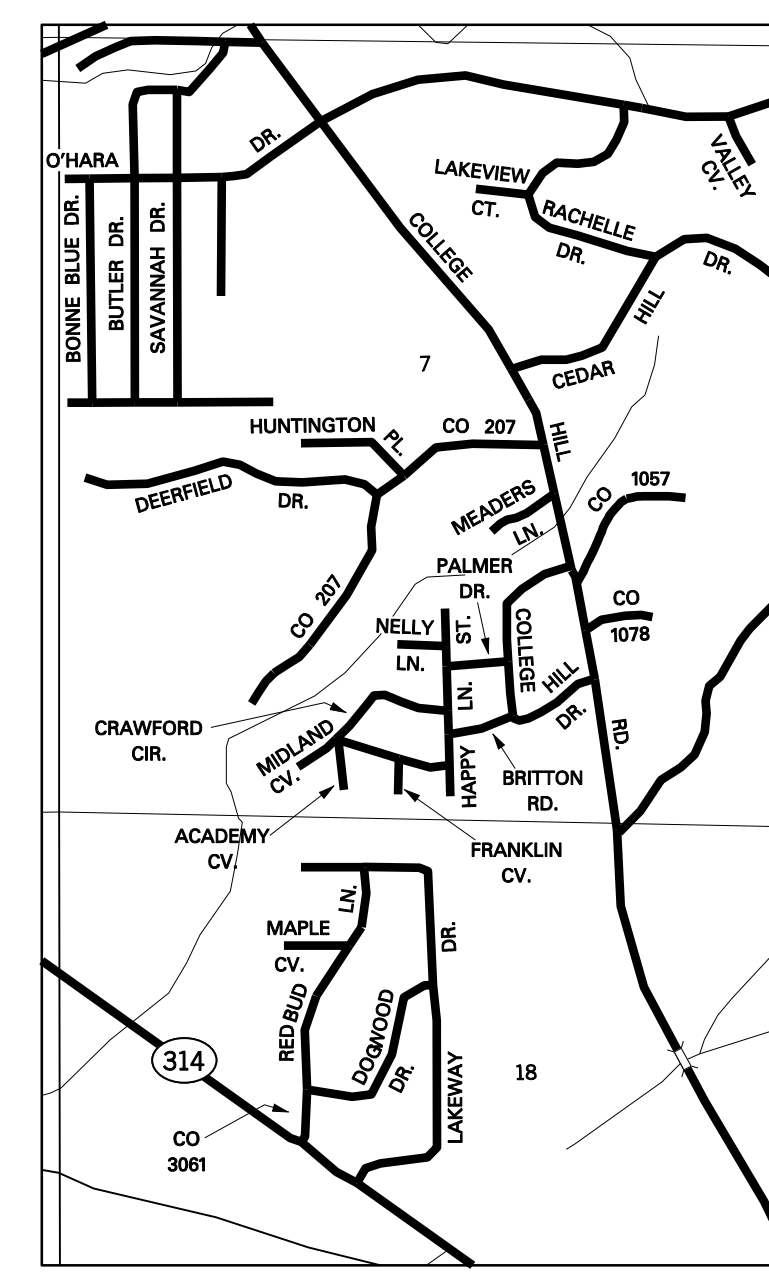 DR.
O'HARA
VALLEY
CV.
LAKEVIEW
CT.
RACHELLE
DR.
DR.
BONNE BLUE DR.
BUTLER DR.
SAVANNAH DR.
COLLEGE
HILL
CEDAR
7
HUNTINGTON
PL.
CO 207
HILL
DEERFIELD
DR.
MEADERS
LN.
CO
1057
PALMER
DR.
CO 207
NELLY
LN.
ST.
COLLEGE
CO
1078
LN.
HILL
DR.
CRAWFORD
CIR.
MIDLAND
CV.
RD.
HAPPY
BRITTON
RD.
ACADEMY
CV.
FRANKLIN
CV.
LN.
MAPLE
CV.
DR.
RED BUD
DOGWOOD
DR.
314
18
LAKEWAY
CO
3061